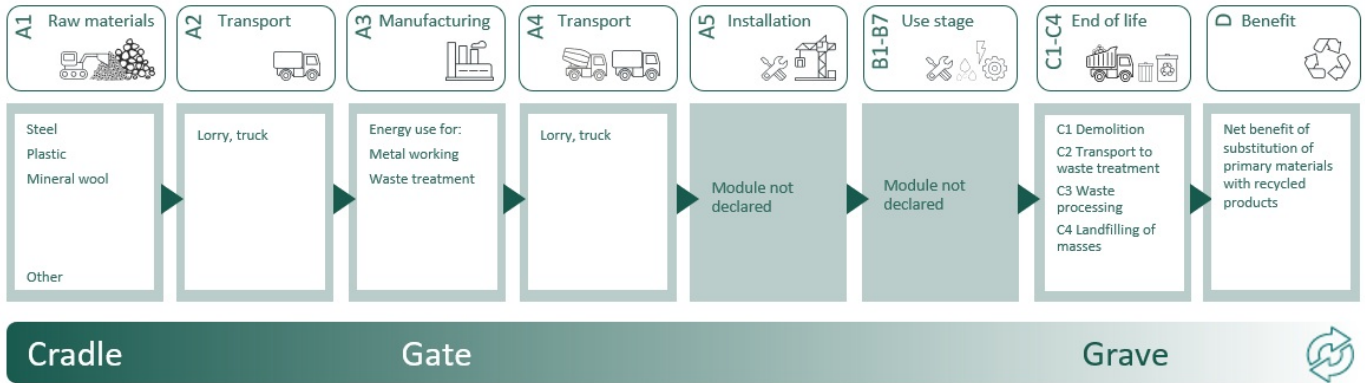 A1 Raw materials
A2 Transport
A3 Manufacturing
A4 Transport
A5 Installation
B1-B7 Use stage
C1-C4 End of life
D Benefit
Steel
Plastic
Mineral wool
Other
Lorry, truck
Energy use for:
Metal working
Waste treatment
Lorry, truck
Module not
declared
Module not
declared
C1 Demolition
C2 Transport to
waste treatment
C3 Waste
processing
C4 Landfilling of
masses
Net benefit of
substitution of
primary materials
with recycled
products
Cradle
Gate
Grave